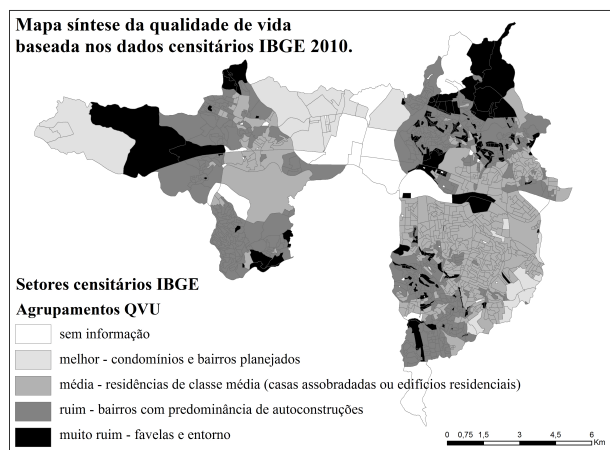 Mapa síntese da qualidade de vida
baseada nos dados censitários IBGE 2010.
Setores censitários IBGE
Agrupamentos QVU
sem informação
melhor - condomínios e bairros planejados
média - residências de classe média (casas assobradadas ou edifícios residenciais)
ruim - bairros com predominância de autoconstruções
muito ruim - favelas e entorno
0 0,75 1,5 3 4,5 6
Km